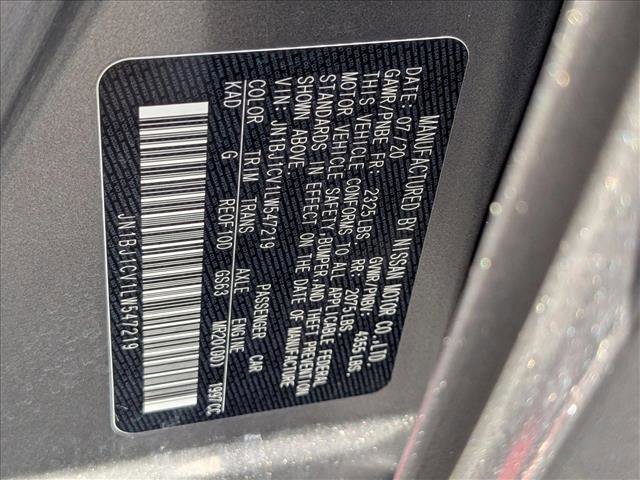 MANUFACTURED BY NISSAN MOTOR CO., LTD.
DATE: 07/20 GVWR/PNBV: 4355 LBS
GAWR/PNBE FR: 2325 LBS RR: 2075 LBS
THIS VEHICLE CONFORMS TO ALL APPLICABLE FEDERAL
MOTOR VEHICLE SAFETY, BUMPER, AND THEFT PREVENTION
STANDARDS IN EFFECT ON THE DATE OF MANUFACTURE
SHOWN ABOVE.
VIN JN1BJ1CV1LW547219 PASSENGER CAR
COLOR TRIM TRANS AXLE ENGINE
KAD G RE0F10D GS63 MR20(DD) 1997CC
JN1BJ1CV1LW547219